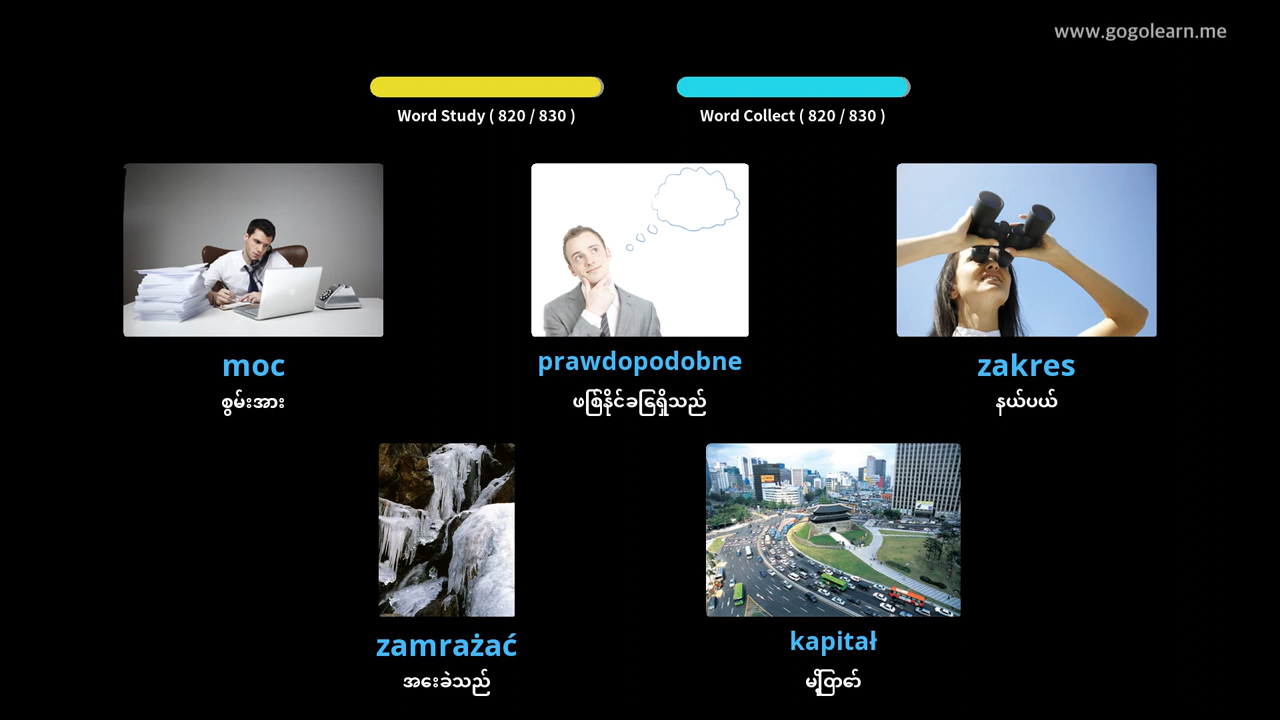 www.gogolearn.me
Word Study ( 820 / 830 )
Word Collect ( 820 / 830 )
moc
prawdopodobne
zakres
စွမ်းအား
ဖြစ်နိုင်ခြေရှိသည်
နယ်ပယ်
zamrażać
kapitał
အေးခဲသည်
မြို့တော်